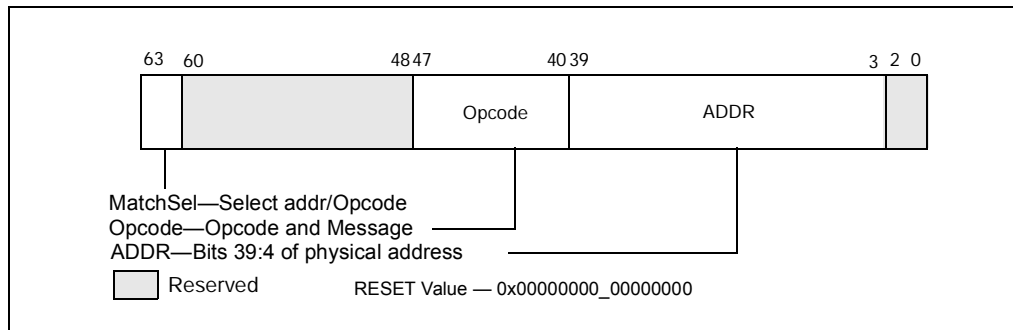 63 60 48 47 40 39 3 2 0
Opcode ADDR
MatchSel—Select addr/Opcode
Opcode—Opcode and Message
ADDR—Bits 39:4 of physical address
Reserved RESET Value — 0x00000000_00000000